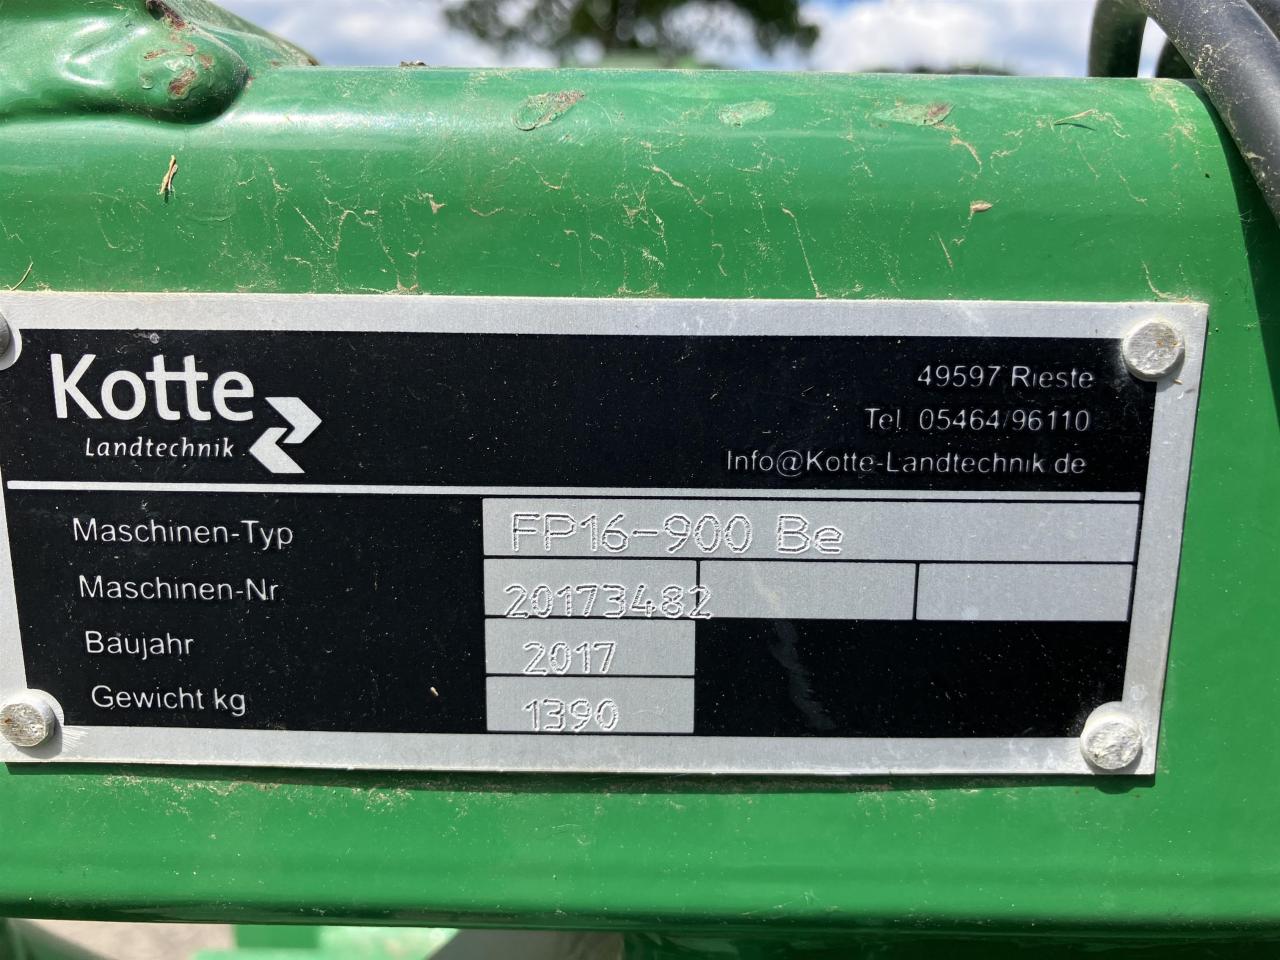 Kotte
Landtechnik
49597 Rieste
Tel. 05464/96110
Info@Kotte-Landtechnik.de
Maschinen-Typ FP16-900 Be
Maschinen-Nr 20173482
Baujahr 2017
Gewicht kg 1390